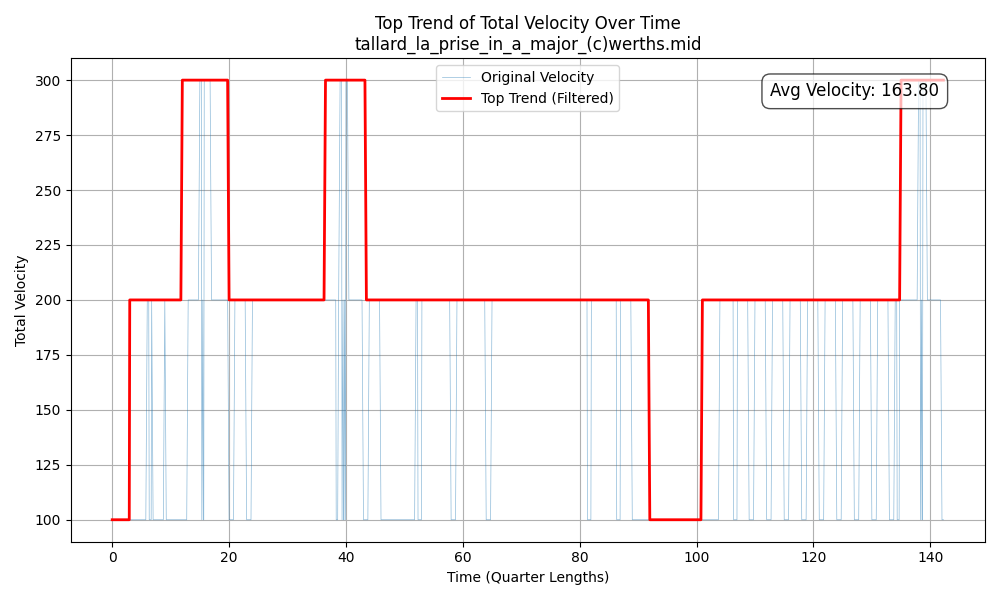 Top Trend of Total Velocity Over Time
tallard_la_prise_in_a_major_(c)werths.mid
Original Velocity
Top Trend (Filtered)
Avg Velocity: 163.80
Total Velocity
300
275
250
225
200
175
150
125
100
0 20 40 60 80 100 120 140
Time (Quarter Lengths)